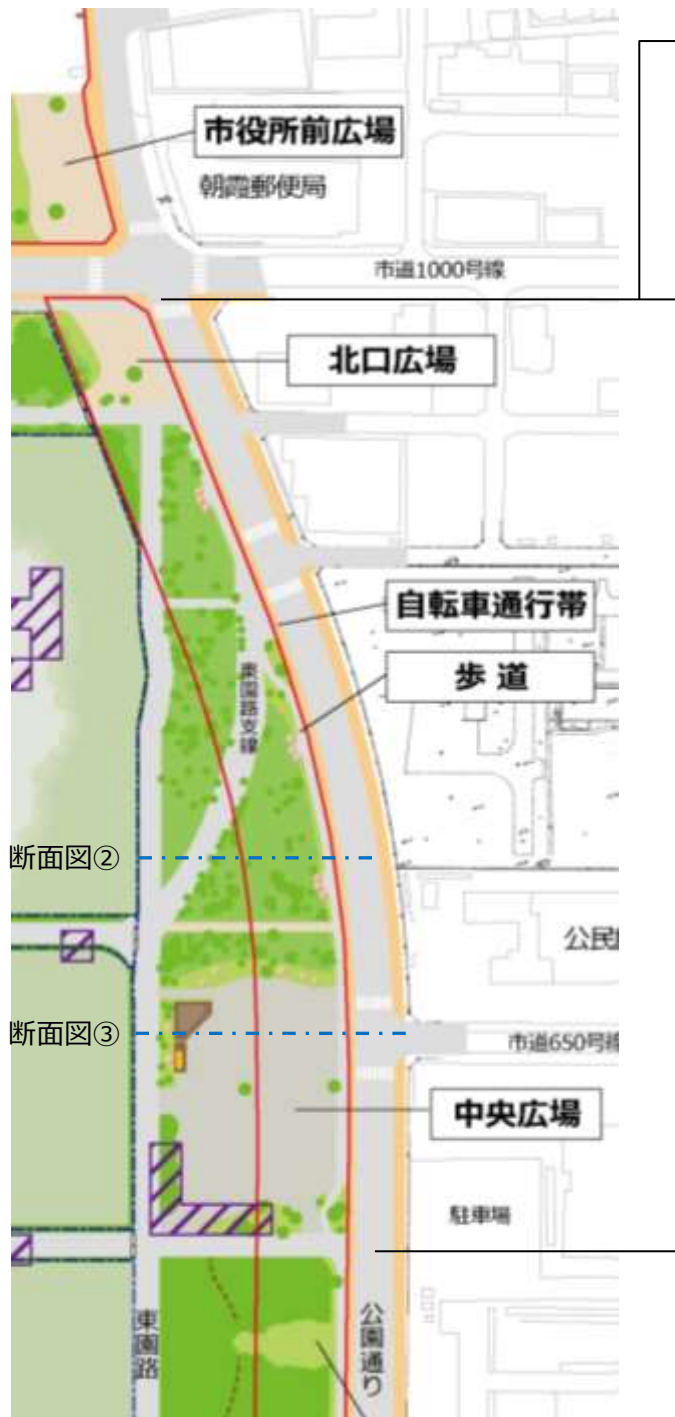 市役所前広場
朝霞郵便局
市道1000号線
北口広場
自転車通行帯
歩道
東園路支線
断面図②
公民
断面図③
市道650号線
中央広場
駐車場
東園路
公園通り